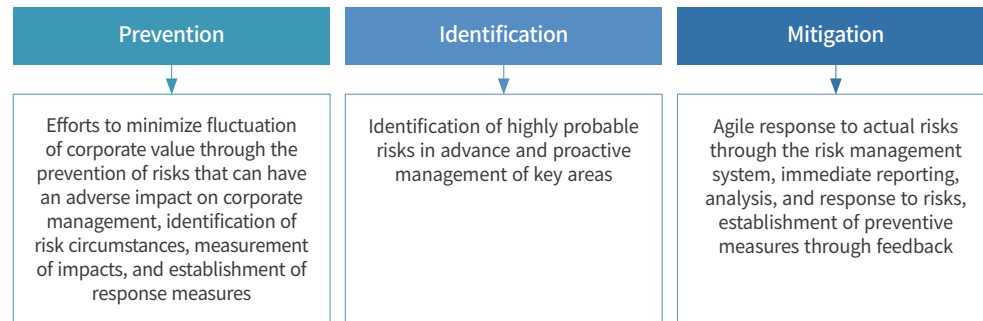 Prevention
Efforts to minimize fluctuation
of corporate value through the
prevention of risks that can have
an adverse impact on corporate
management, identification of
risk circumstances, measurement
of impacts, and establishment of
response measures
Identification
Identification of highly probable
risks in advance and proactive
management of key areas
Mitigation
Agile response to actual risks
through the risk management
system, immediate reporting,
analysis, and response to risks,
establishment of preventive
measures through feedback